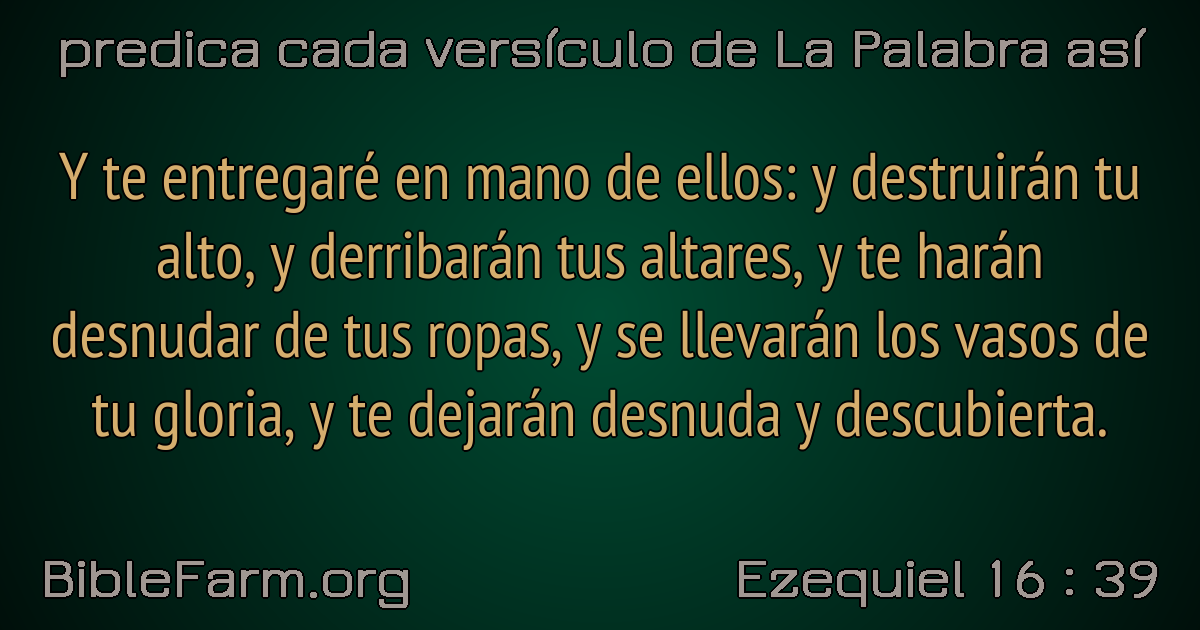 predica cada versículo de La Palabra así
Y te entregaré en mano de ellos: y destruirán tu
alto, y derribarán tus altares, y te harán
desnudar de tus ropas, y se llevarán los vasos de
tu gloria, y te dejarán desnuda y descubierta.
BibleFarm.org
Ezequiel 16 : 39